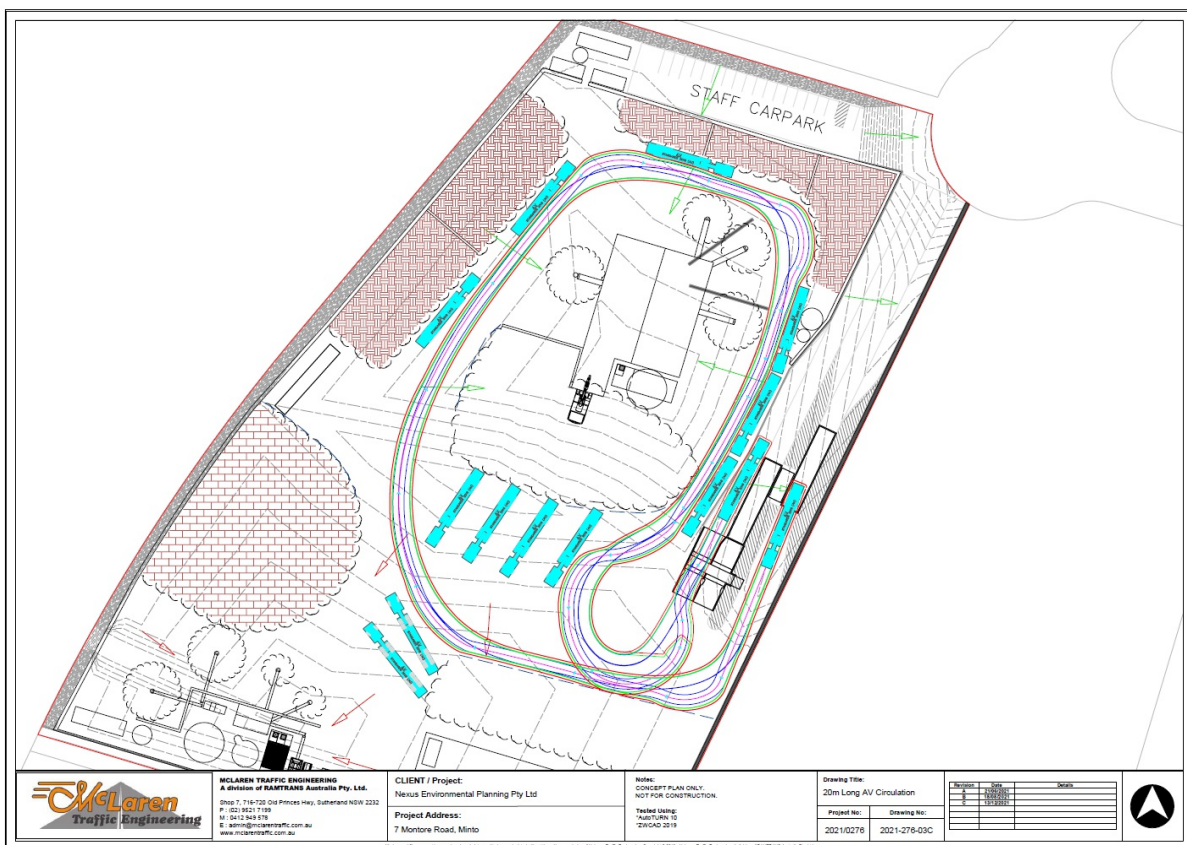 STAFF CARPARK
McLaren
Traffic Engineering
MCLAREN TRAFFIC ENGINEERING
A division of RAMTRANS Australia Pty. Ltd.
Shop 7, 716-720 Old Princes Hwy, Sutherland NSW 2232
P : (02) 9521 7199
M : 0412 949 578
E : admin@mclarentraffic.com.au
www.mclarentraffic.com.au
CLIENT / Project:
Nexus Environmental Planning Pty Ltd
Project Address:
7 Montore Road, Minto
Notes:
CONCEPT PLAN ONLY.
NOT FOR CONSTRUCTION.
Tested Using:
*AutoTURN 10
*ZWCAD 2019
Drawing Title:
20m Long AV Circulation
Project No:
Drawing No:
2021/0276
2021-276-03C
Revision Date Details
A
B
C 13/12/2021